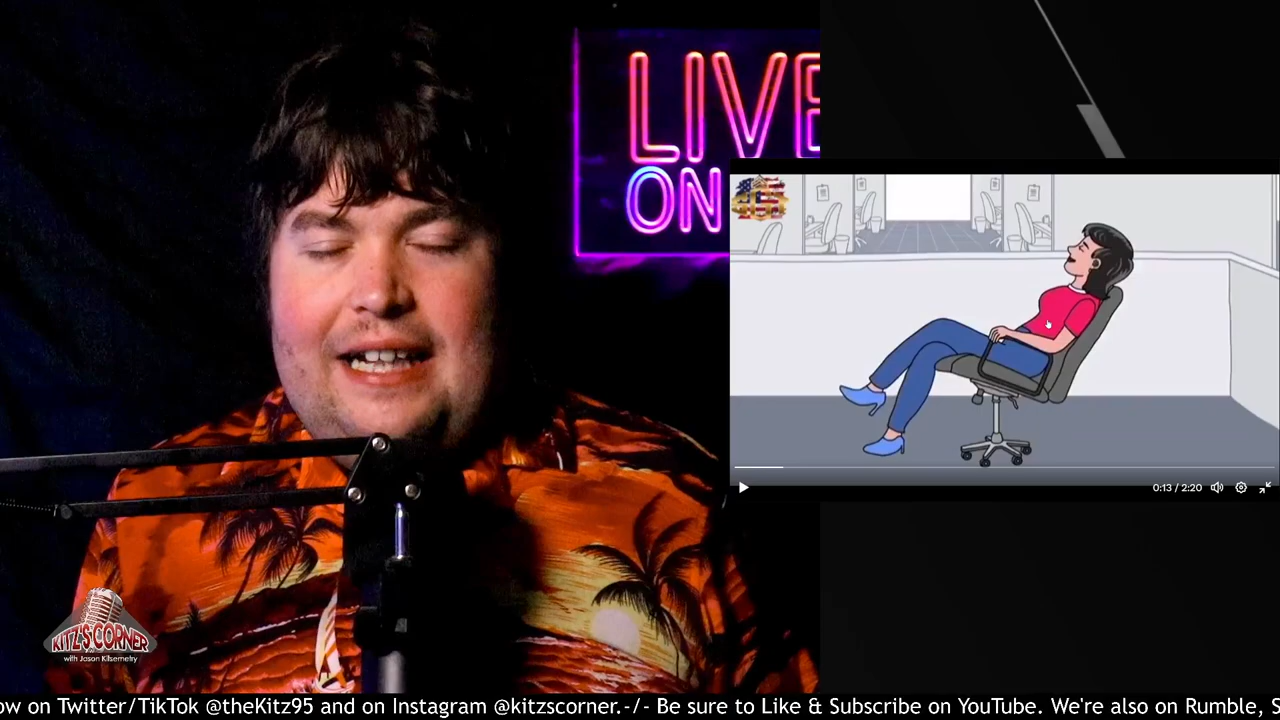 LIVE
ON
0:13 / 2:20
KITZ'S CORNER
with Jason Kitsemetry
ow on Twitter/TikTok @theKitz95 and on Instagram @kitzscorner.-/- Be sure to Like & Subscribe on YouTube. We're also on Rumble, S